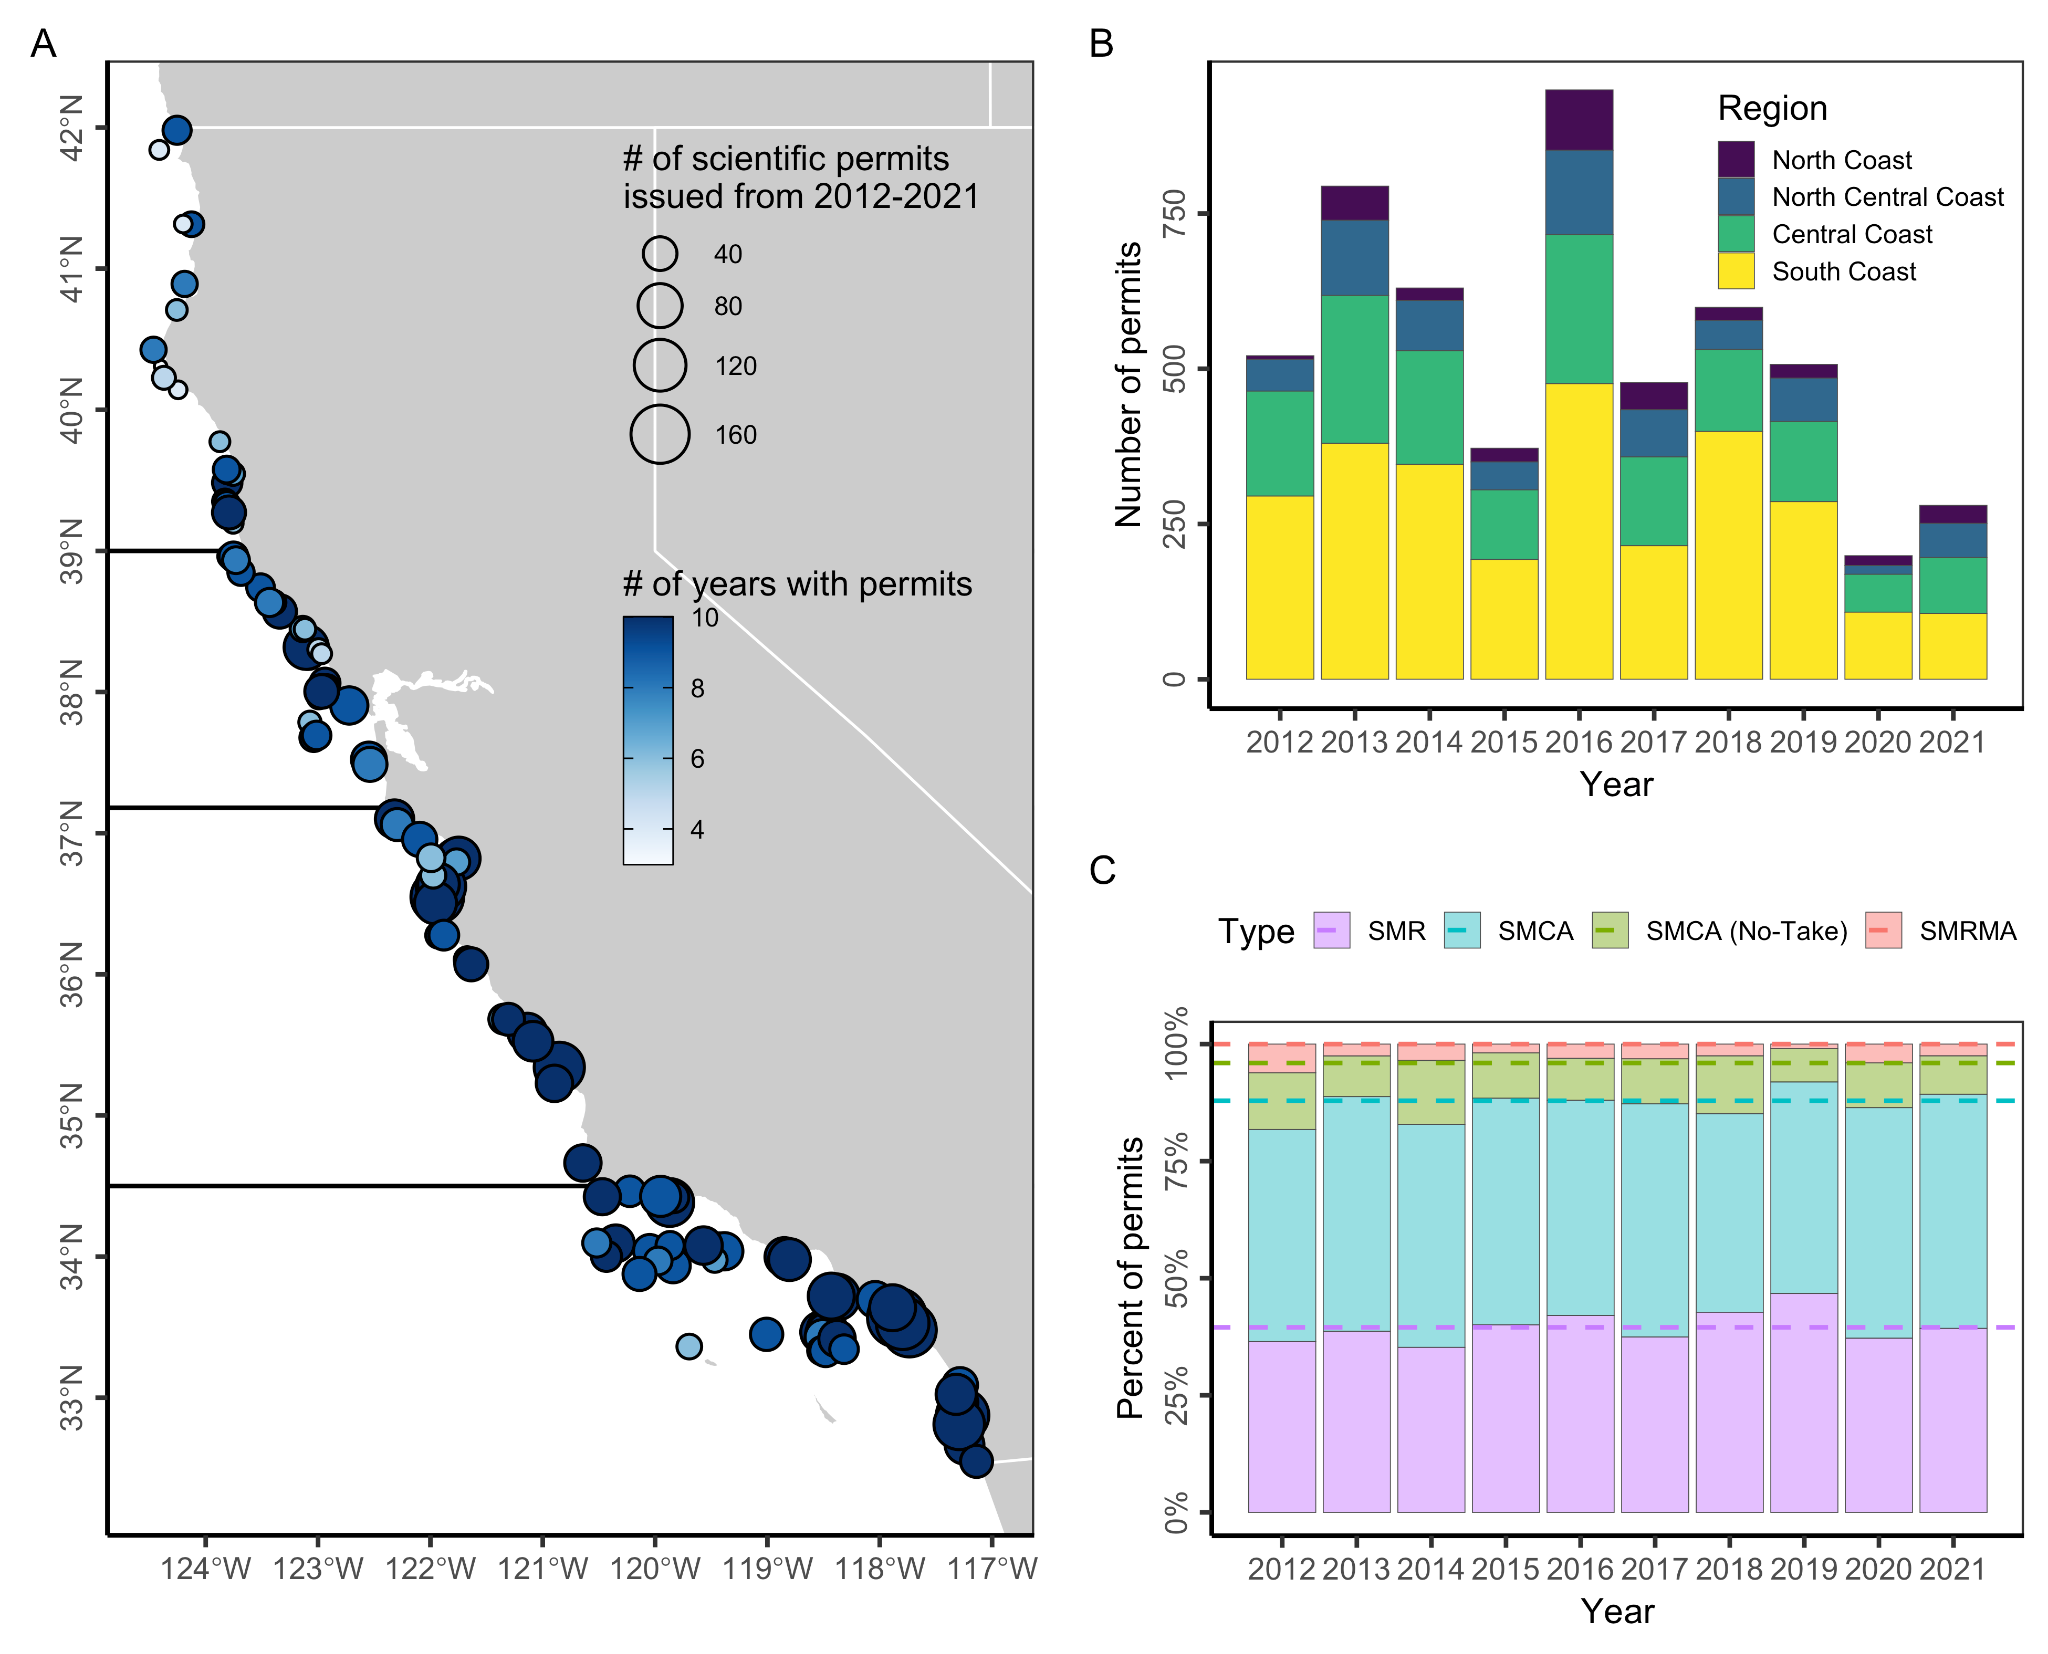 A
42°N
41°N
40°N
39°N
38°N
37°N
36°N
35°N
34°N
33°N
124°W
123°W
122°W
121°W
120°W
119°W
118°W
117°W
# of scientific permits
issued from 2012-2021
40
80
120
160
# of years with permits
10
8
6
4
B
Number of permits
750
500
250
0
Region
North Coast
North Central Coast
Central Coast
South Coast
2012
2013
2014
2015
2016
2017
2018
2019
2020
2021
Year
C
Type
SMR
SMCA
SMCA (No-Take)
SMRMA
Percent of permits
100%
75%
50%
25%
0%
2012
2013
2014
2015
2016
2017
2018
2019
2020
2021
Year